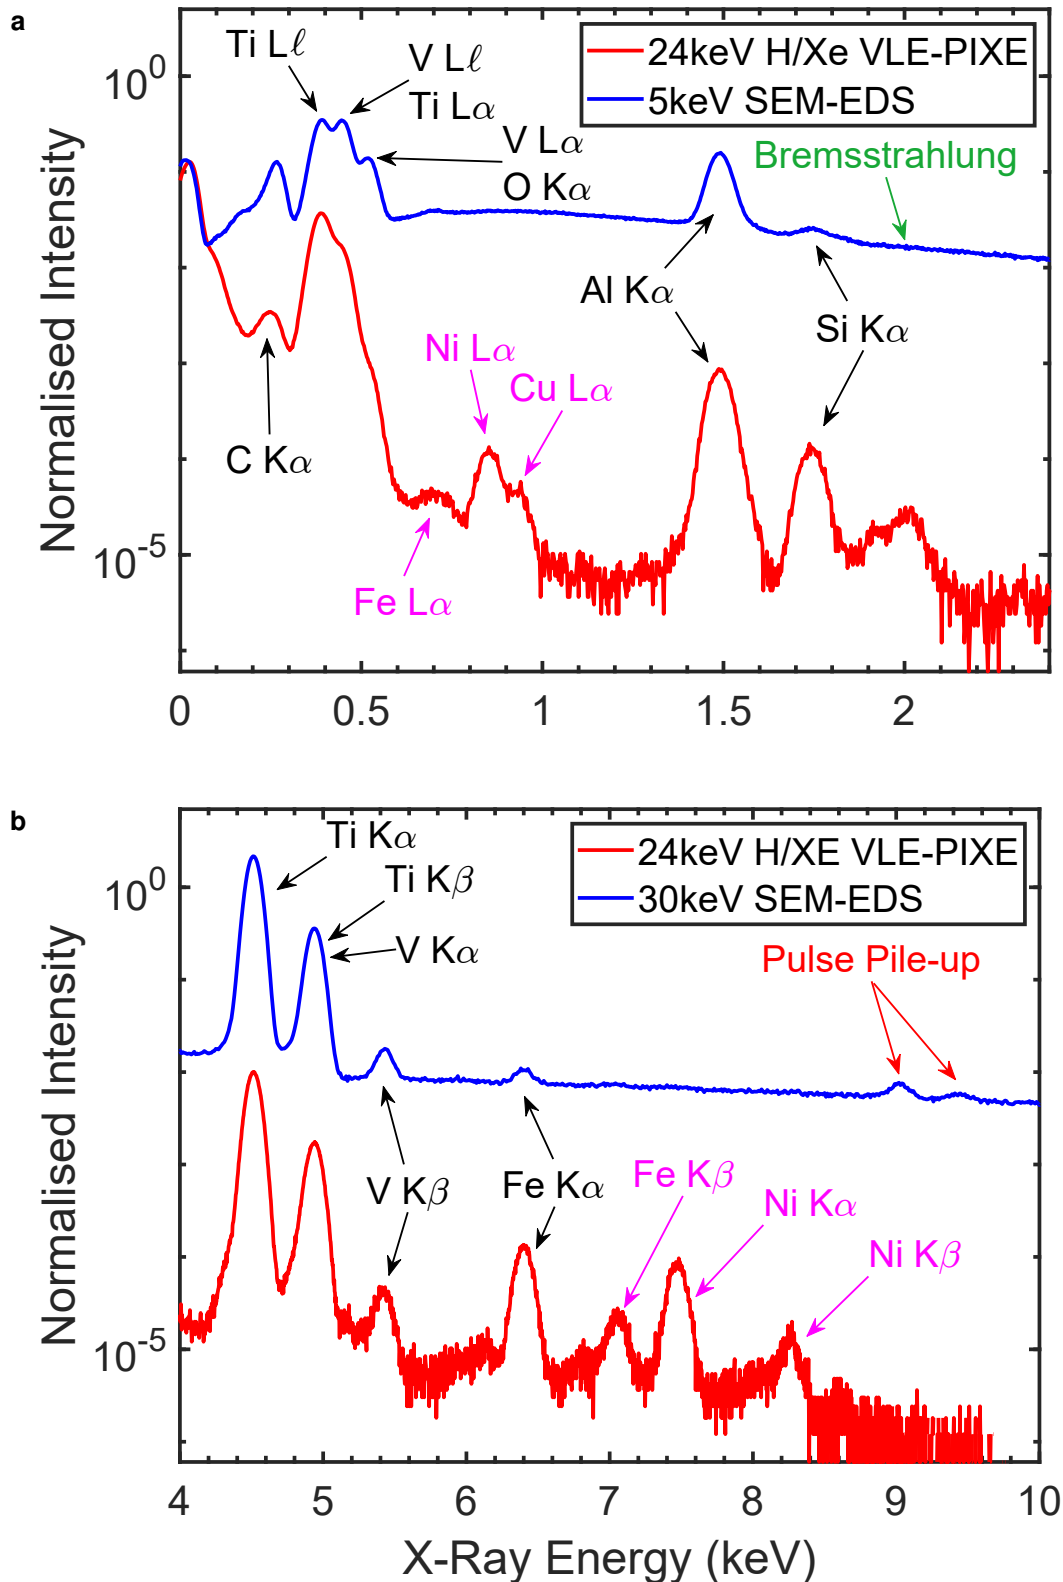 a
Ti Lℓ
V Lℓ
Ti Lα
V Lα
O Kα
24keV H/Xe VLE-PIXE
5keV SEM-EDS
Bremsstrahlung
10⁰
Al Kα
Si Kα
Ni Lα
Cu Lα
C Kα
Fe Lα
10⁻⁵
Normalised Intensity
0 0.5 1 1.5 2
b
Ti Kα
Ti Kβ
V Kα
24keV H/XE VLE-PIXE
30keV SEM-EDS
Pulse Pile-up
10⁰
V Kβ
Fe Kα
Fe Kβ
Ni Kα
Ni Kβ
10⁻⁵
Normalised Intensity
4 5 6 7 8 9 10
X-Ray Energy (keV)